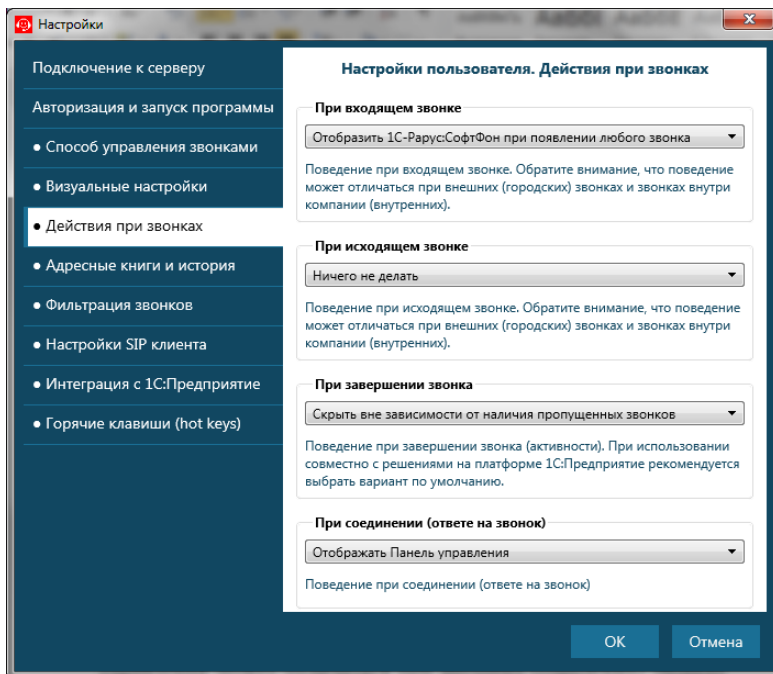 Настройки
Подключение к серверу
Авторизация и запуск программы
● Способ управления звонками
● Визуальные настройки
● Действия при звонках
● Адресные книги и история
● Фильтрация звонков
● Настройки SIP клиента
● Интеграция с 1С:Предприятие
● Горячие клавиши (hot keys)
Настройки пользователя. Действия при звонках
При входящем звонке
Отобразить 1С-Рарус:СофтФон при появлении любого звонка
Поведение при входящем звонке. Обратите внимание, что поведение
может отличаться при внешних (городских) звонках и звонках внутри
компании (внутренних).
При исходящем звонке
Ничего не делать
Поведение при исходящем звонке. Обратите внимание, что поведение
может отличаться при внешних (городских) звонках и звонках внутри
компании (внутренних).
При завершении звонка
Скрыть вне зависимости от наличия пропущенных звонков
Поведение при завершении звонка (активности). При использовании
совместно с решениями на платформе 1С:Предприятие рекомендуется
выбрать вариант по умолчанию.
При соединении (ответе на звонок)
Отображать Панель управления
Поведение при соединении (ответе на звонок)
ОК
Отмена